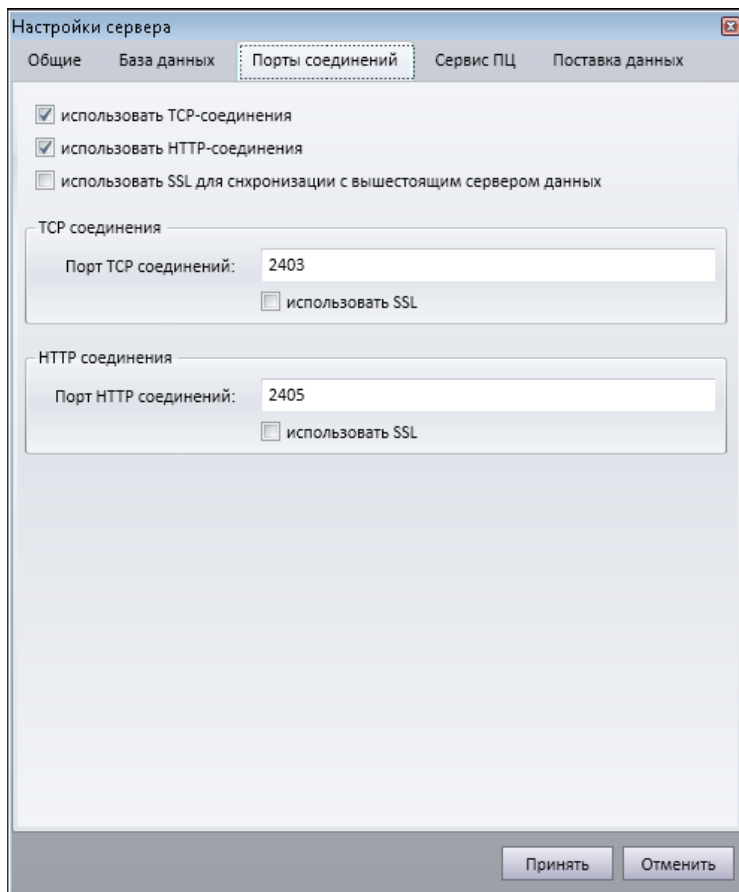 Настройки сервера
Общие База данных Порты соединений Сервис ПЦ Поставка данных
использовать TCP-соединения
использовать HTTP-соединения
использовать SSL для снхронизации с вышестоящим сервером данных
TCP соединения
Порт TCP соединений: 2403
использовать SSL
HTTP соединения
Порт HTTP соединений: 2405
использовать SSL
Принять Отменить